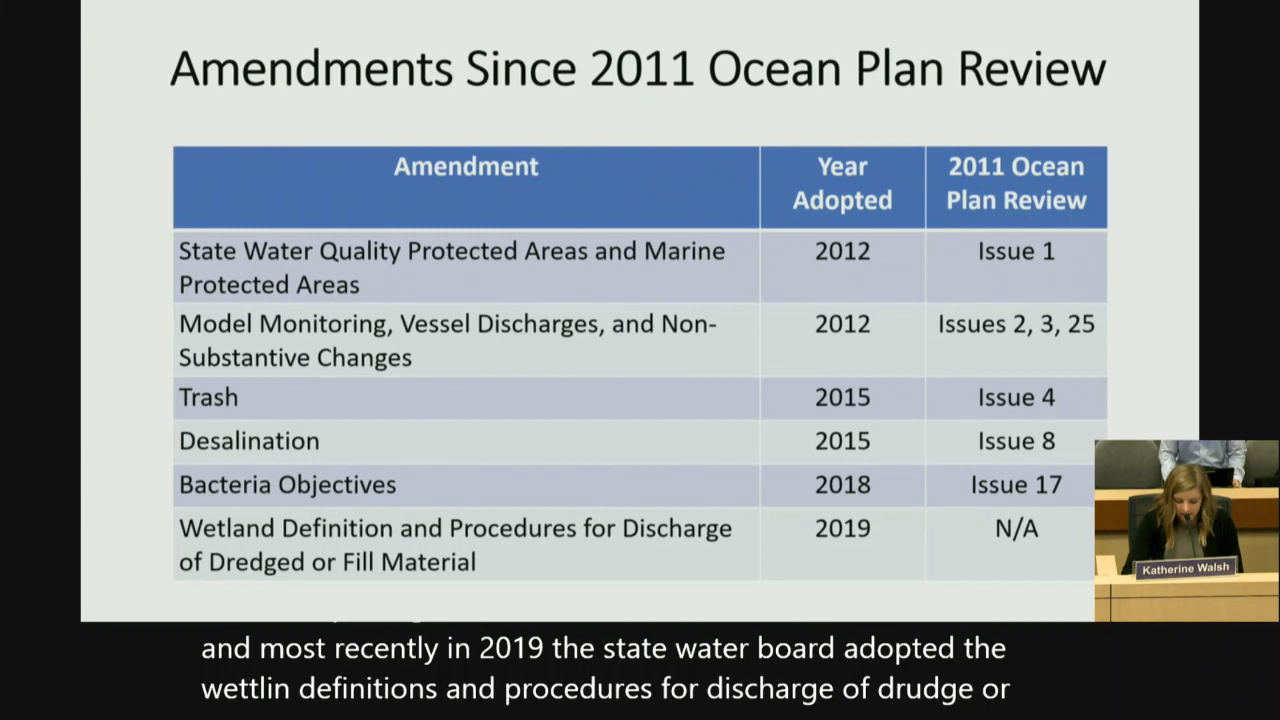 Amendments Since 2011 Ocean Plan Review
Amendment
Year
Adopted
2011 Ocean
Plan Review
State Water Quality Protected Areas and Marine
Protected Areas
2012
Issue 1
Model Monitoring, Vessel Discharges, and Non-
Substantive Changes
2012
Issues 2, 3, 25
Trash
2015
Issue 4
Desalination
2015
Issue 8
Bacteria Objectives
2018
Issue 17
Wetland Definition and Procedures for Discharge
of Dredged or Fill Material
2019
N/A
Katherine Walsh
and most recently in 2019 the state water board adopted the
wettlin definitions and procedures for discharge of drudge or